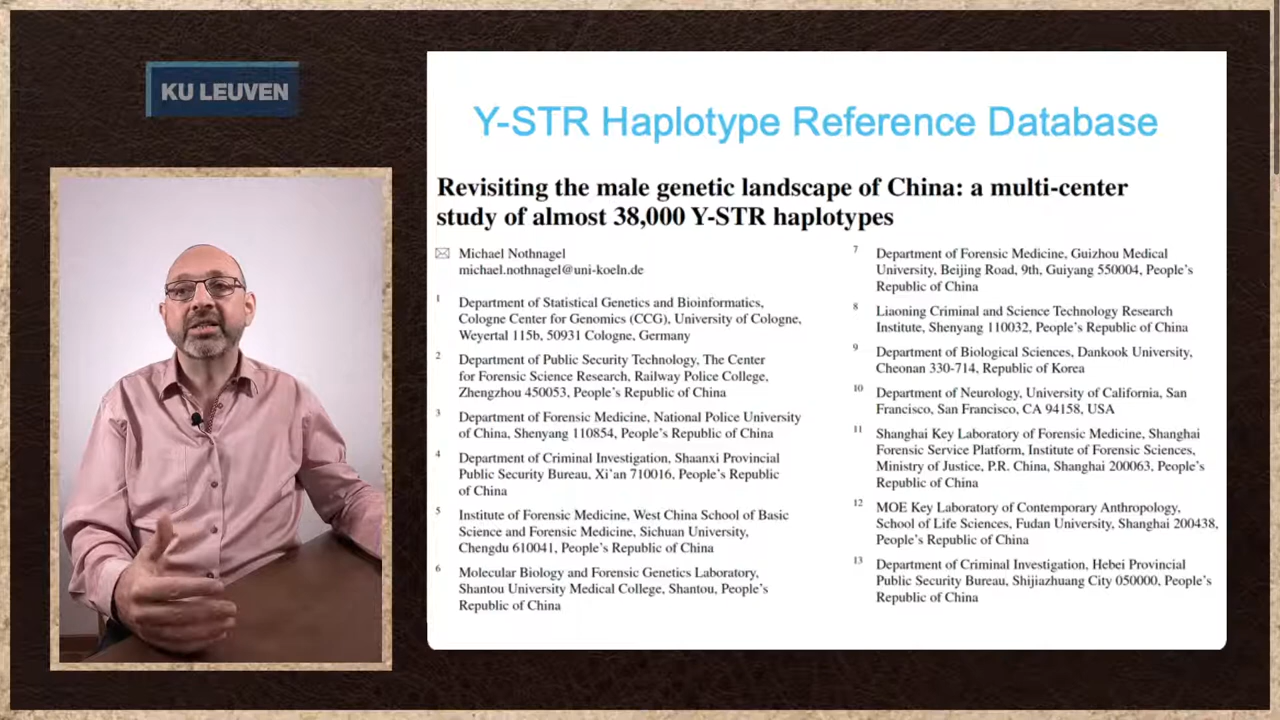 KU LEUVEN
Y-STR Haplotype Reference Database
Revisiting the male genetic landscape of China: a multi-center
study of almost 38,000 Y-STR haplotypes
Michael Nothnagel
michael.nothnagel@uni-koeln.de
1 Department of Statistical Genetics and Bioinformatics,
Cologne Center for Genomics (CCG), University of Cologne,
Weyertal 115b, 50931 Cologne, Germany
2 Department of Public Security Technology, The Center
for Forensic Science Research, Railway Police College,
Zhengzhou 450053, People's Republic of China
3 Department of Forensic Medicine, National Police University
of China, Shenyang 110854, People's Republic of China
4 Department of Criminal Investigation, Shaanxi Provincial
Public Security Bureau, Xi'an 710016, People's Republic
of China
5 Institute of Forensic Medicine, West China School of Basic
Science and Forensic Medicine, Sichuan University,
Chengdu 610041, People's Republic of China
6 Molecular Biology and Forensic Genetics Laboratory,
Shantou University Medical College, Shantou, People's
Republic of China
7 Department of Forensic Medicine, Guizhou Medical
University, Beijing Road, 9th, Guiyang 550004, People's
Republic of China
8 Liaoning Criminal and Science Technology Research
Institute, Shenyang 110032, People's Republic of China
9 Department of Biological Sciences, Dankook University,
Cheonan 330-714, Republic of Korea
10 Department of Neurology, University of California, San
Francisco, San Francisco, CA 94158, USA
11 Shanghai Key Laboratory of Forensic Medicine, Shanghai
Forensic Service Platform, Institute of Forensic Sciences,
Ministry of Justice, P.R. China, Shanghai 200063, People's
Republic of China
12 MOE Key Laboratory of Contemporary Anthropology,
School of Life Sciences, Fudan University, Shanghai 200438,
People's Republic of China
13 Department of Criminal Investigation, Hebei Provincial
Public Security Bureau, Shijiazhuang City 050000, People's
Republic of China